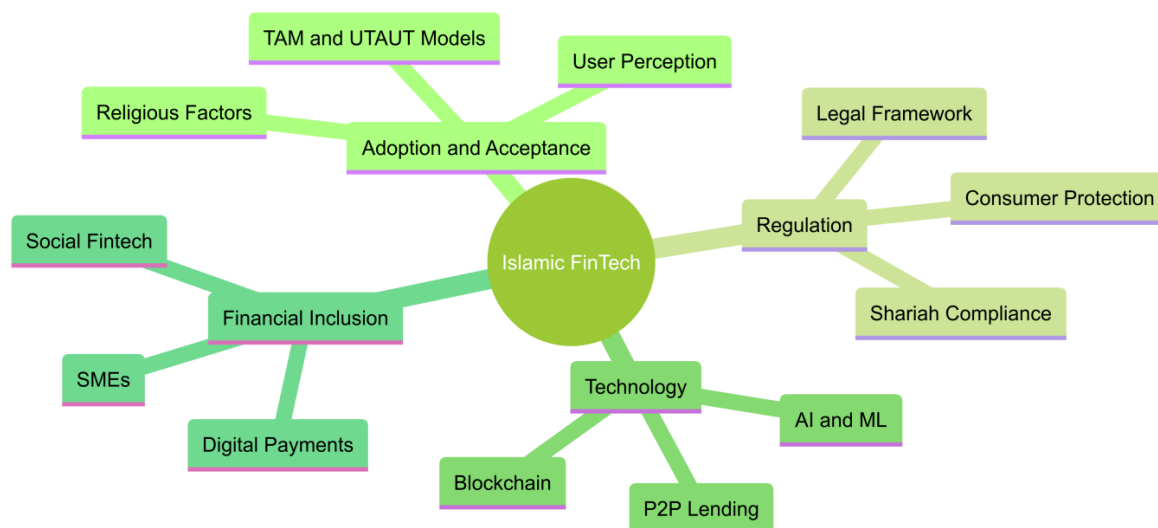 TAM and UTAUT Models
User Perception
Religious Factors
Adoption and Acceptance
Legal Framework
Consumer Protection
Regulation
Shariah Compliance
Islamic FinTech
Social Fintech
Financial Inclusion
SMEs
Digital Payments
Technology
AI and ML
Blockchain
P2P Lending